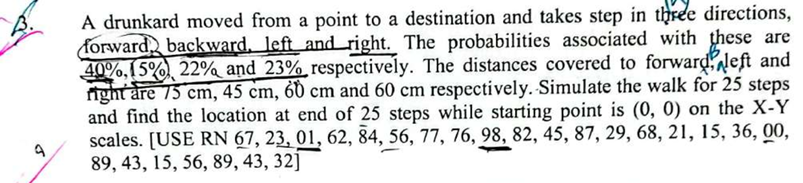 B. A drunkard moved from a point to a destination and takes step in three directions,
forward, backward, left and right. The probabilities associated with these are
40%, 15%, 22% and 23% respectively. The distances covered to forward, B left and
right are 75 cm, 45 cm, 60 cm and 60 cm respectively. Simulate the walk for 25 steps
and find the location at end of 25 steps while starting point is (0, 0) on the X-Y
scales. [USE RN 67, 23, 01, 62, 84, 56, 77, 76, 98, 82, 45, 87, 29, 68, 21, 15, 36, 00,
89, 43, 15, 56, 89, 43, 32]